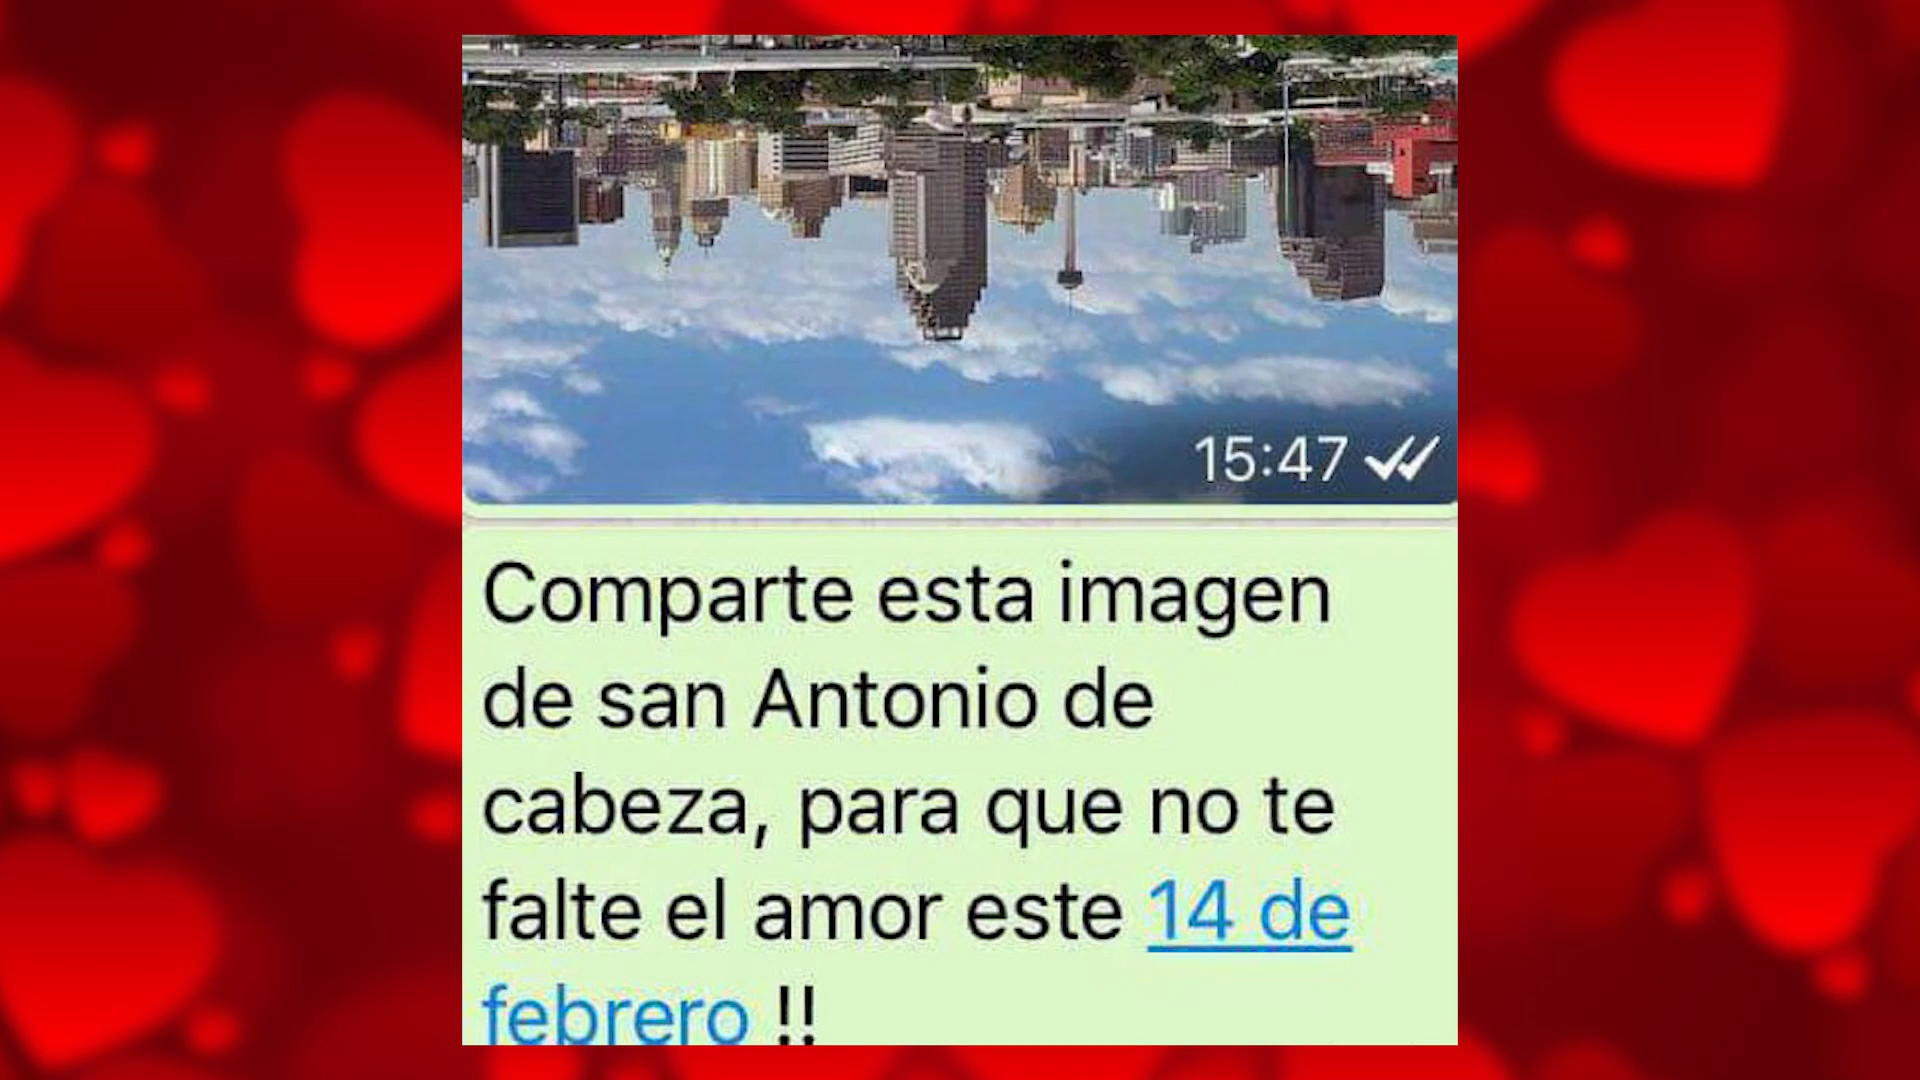 15:47
Comparte esta imagen
de san Antonio de
cabeza, para que no te
falte el amor este 14 de
febrero !!